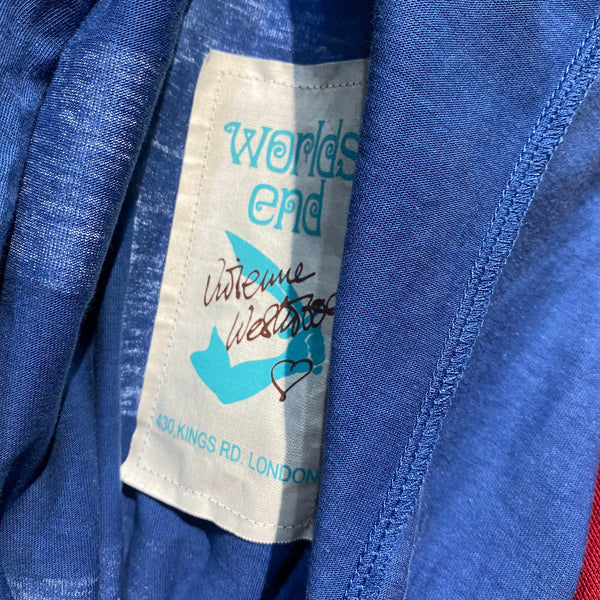 worlds
end
Vivienne
Westwood
430, KINGS RD. LONDON